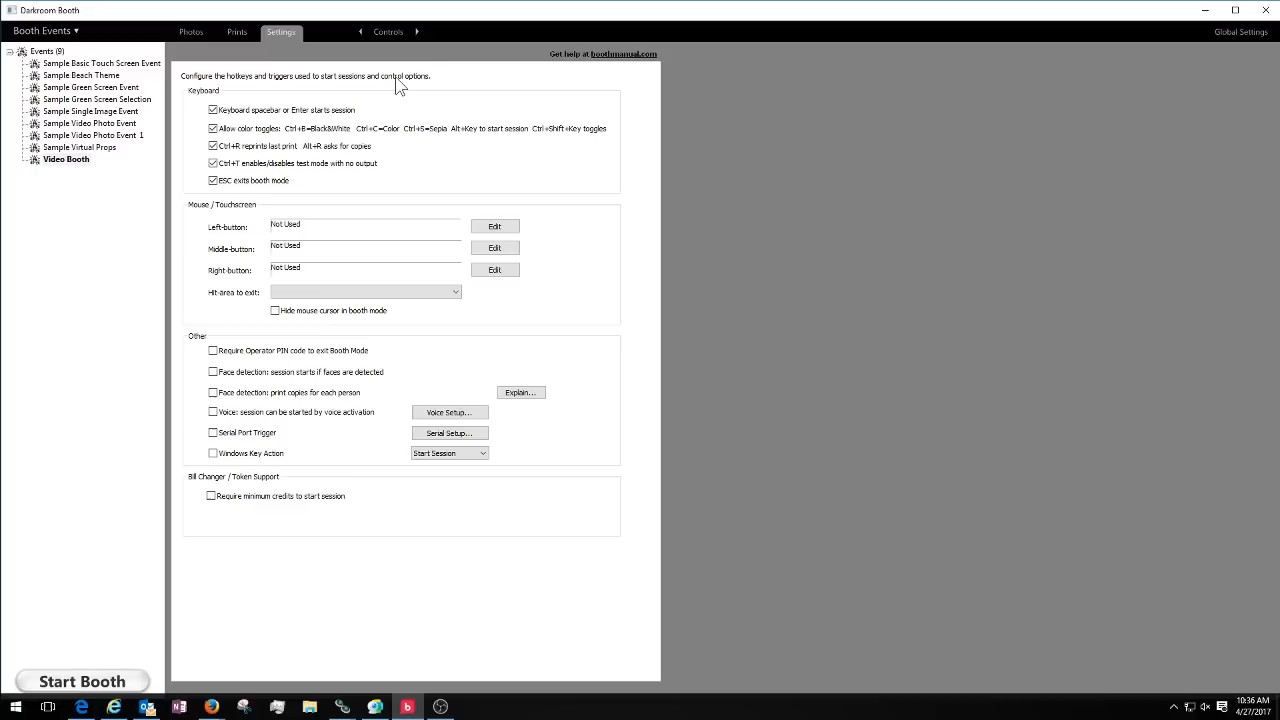 Darkroom Booth
Booth Events ▾ Photos Prints Settings Controls Global Settings
Get help at boothmanual.com
Events (9)
Sample Basic Touch Screen Event
Sample Beach Theme
Sample Green Screen Event
Sample Green Screen Selection
Sample Single Image Event
Sample Video Photo Event
Sample Video Photo Event 1
Sample Virtual Props
Video Booth
Start Booth
Configure the hotkeys and triggers used to start sessions and control options.
Keyboard
Keyboard spacebar or Enter starts session
Allow color toggles: Ctrl+B=Black&White Ctrl+C=Color Ctrl+S=Sepia Alt+Key to start session Ctrl+Shift+Key toggles
Ctrl+R reprints last print Alt+R asks for copies
Ctrl+T enables/disables test mode with no output
ESC exits booth mode
Mouse / Touchscreen
Left-button: Not Used Edit
Middle-button: Not Used Edit
Right-button: Not Used Edit
Hit-area to exit:
Hide mouse cursor in booth mode
Other
Require Operator PIN code to exit Booth Mode
Face detection: session starts if faces are detected
Face detection: print copies for each person Explain...
Voice: session can be started by voice activation Voice Setup...
Serial Port Trigger Serial Setup...
Windows Key Action Start Session
Bill Changer / Token Support
Require minimum credits to start session
10:36 AM
4/27/2017